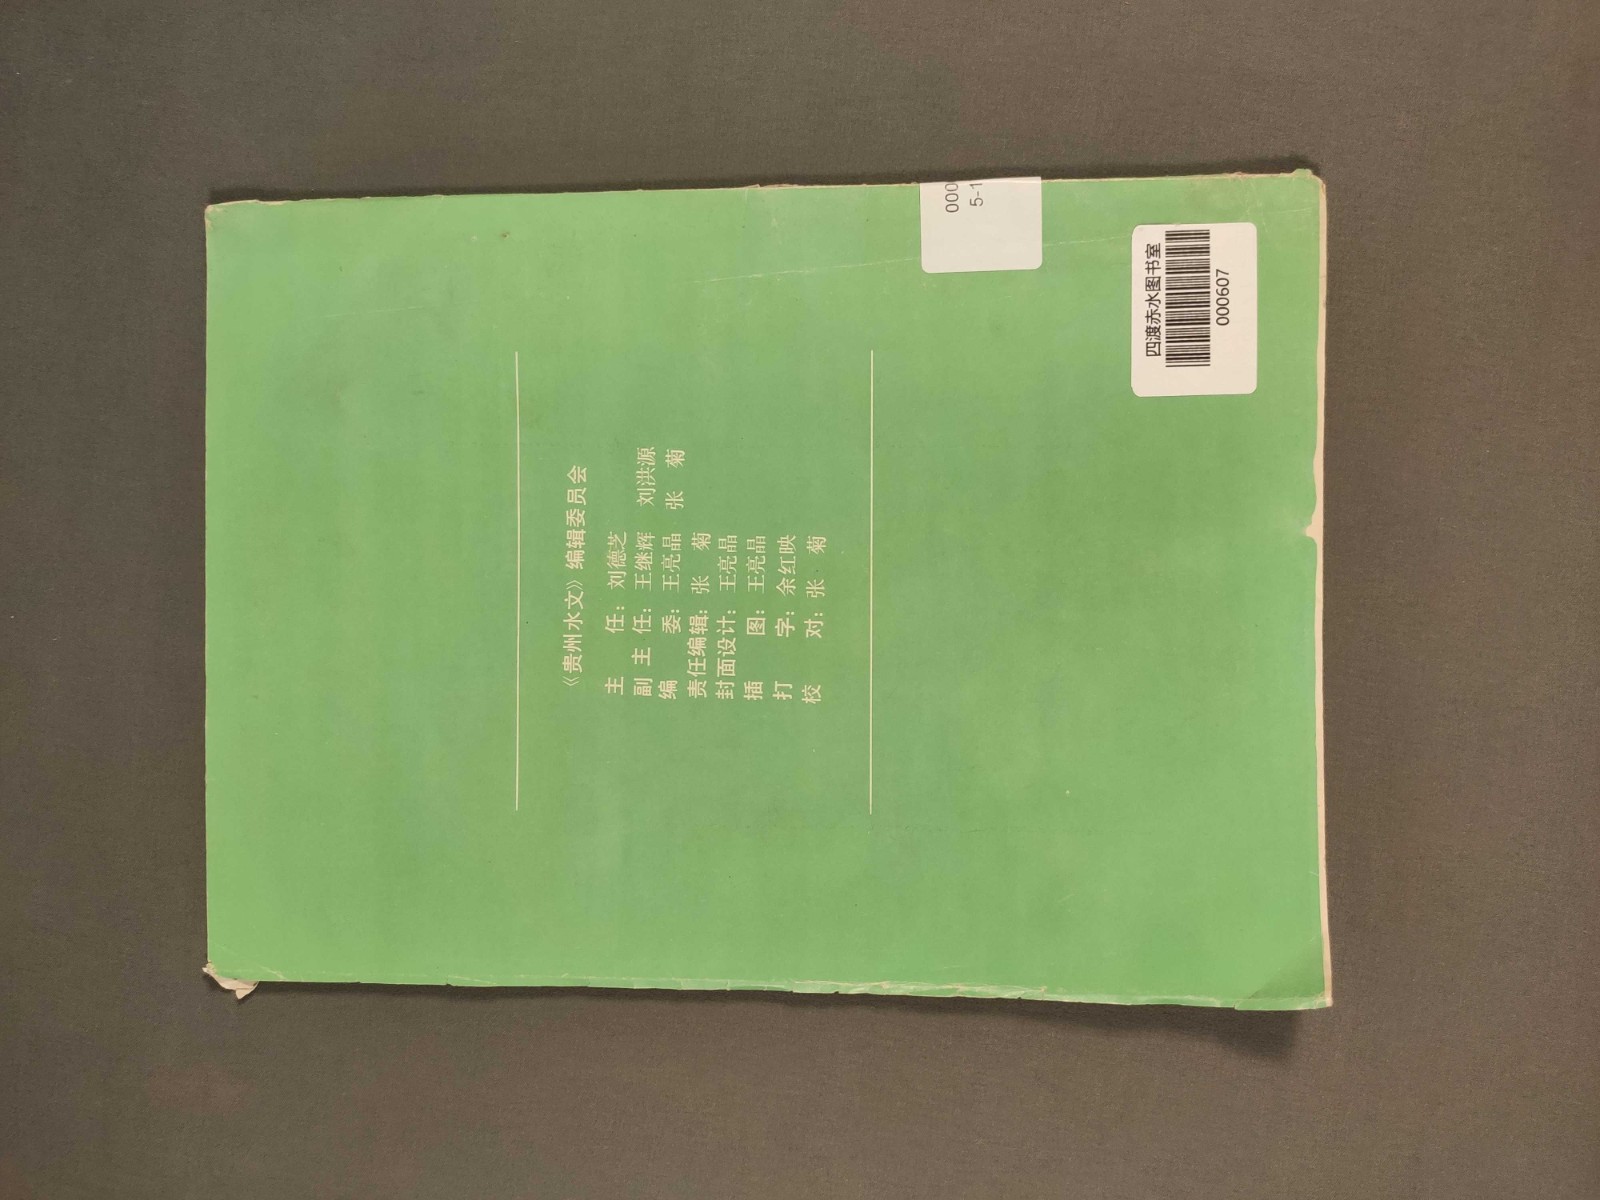 《贵州水文》编辑委员会
主 任：刘德芝
副 主 任：王继辉 刘洪源
编 委：王亮晶 张 菊
责任编辑：张 菊
封面设计：王亮晶
插 图：王亮晶
打 字：余红映
校 对：张 菊
000
5-1
四渡赤水图书室
000607